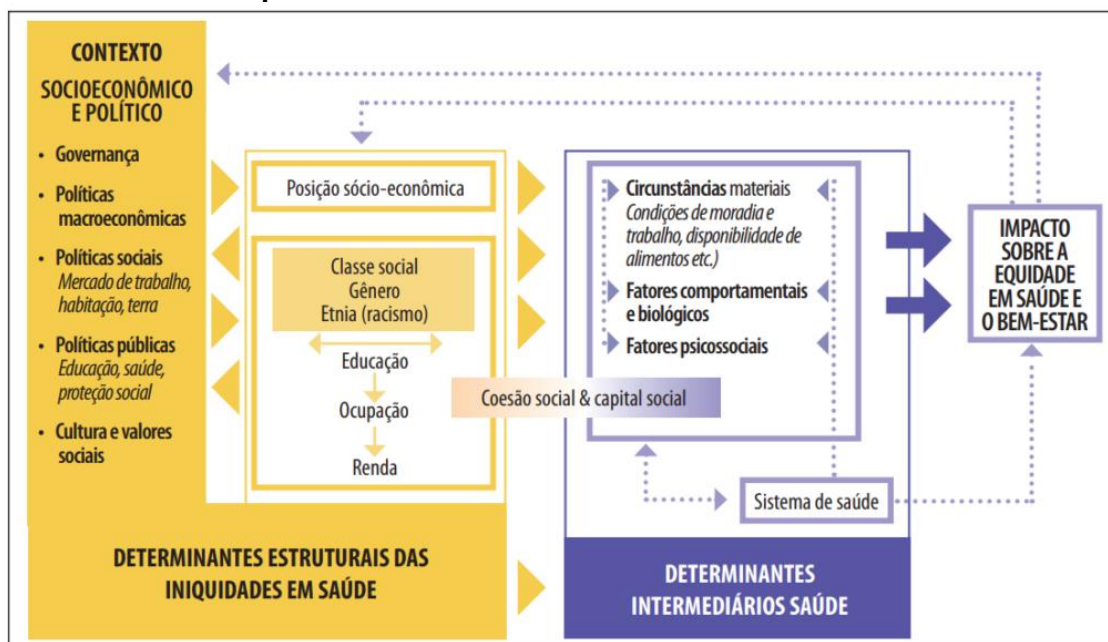 CONTEXTO
SOCIOECONÔMICO
E POLÍTICO
• Governança
• Políticas
macroeconômicas
• Políticas sociais
Mercado de trabalho,
habitação, terra
• Políticas públicas
Educação, saúde,
proteção social
• Cultura e valores
sociais
Posição sócio-econômica
Classe social
Gênero
Etnia (racismo)
Educação
Ocupação
Renda
DETERMINANTES ESTRUTURAIS DAS
INIQUIDADES EM SAÚDE
Coesão social & capital social
Circunstâncias materiais
Condições de moradia e
trabalho, disponibilidade de
alimentos etc.)
Fatores comportamentais
e biológicos
Fatores psicossociais
Sistema de saúde
DETERMINANTES
INTERMEDIÁRIOS SAÚDE
IMPACTO
SOBRE A
EQUIDADE
EM SAÚDE E
O BEM-ESTAR